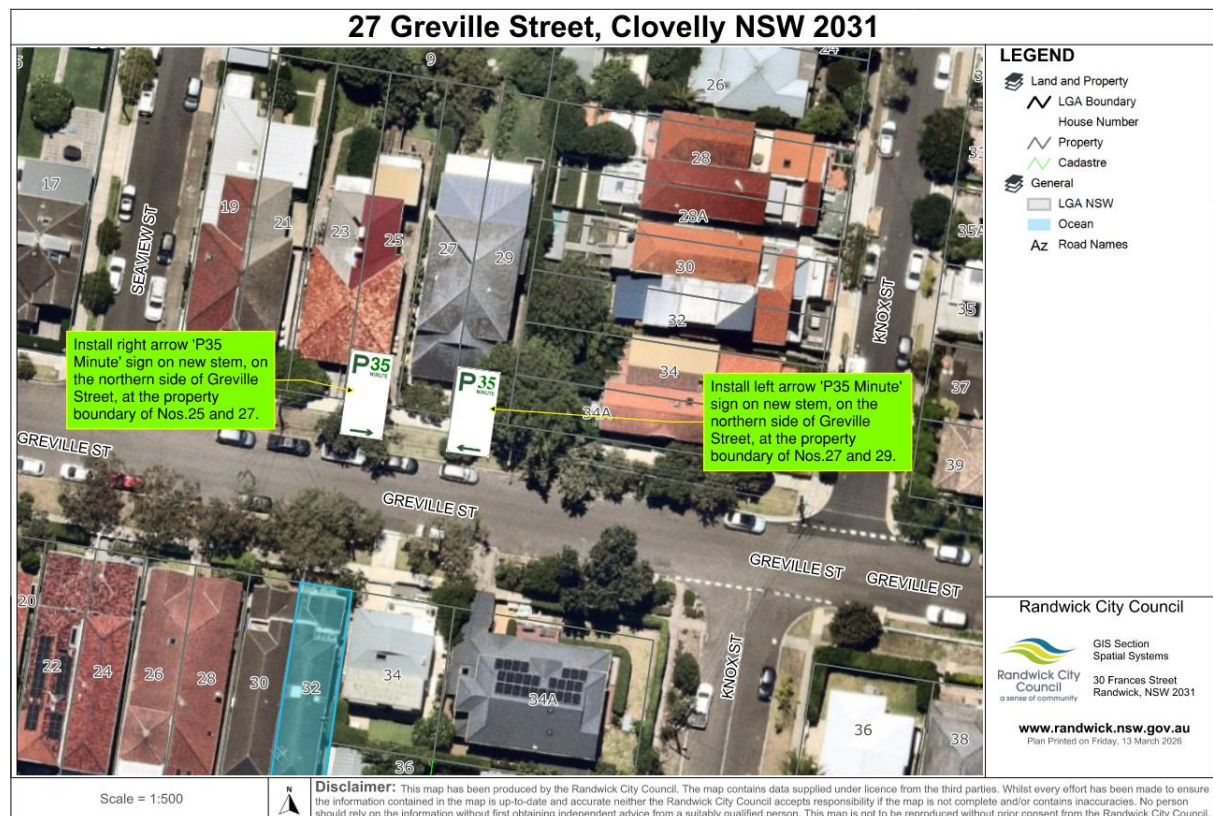 27 Greville Street, Clovelly NSW 2031
9
26
28
17
19
21
23
25
27
29
28A
30
35A
SEAVIEW ST
KNOX ST
32
35
34
34A
37
39
Install right arrow 'P35
Minute' sign on new stem, on
the northern side of Greville
Street, at the property
boundary of Nos.25 and 27.
P35
MINUTE
P35
MINUTE
Install left arrow 'P35 Minute'
sign on new stem, on the
northern side of Greville
Street, at the property
boundary of Nos.27 and 29.
GREVILLE ST
GREVILLE ST
GREVILLE ST
GREVILLE ST
20
22
24
26
28
30
32
34
34A
36
KNOX ST
36
38
LEGEND
Land and Property
LGA Boundary
House Number
Property
Cadastre
General
LGA NSW
Ocean
Az Road Names
Randwick City Council
Randwick City
Council
a sense of community
GIS Section
Spatial Systems
30 Frances Street
Randwick, NSW 2031
www.randwick.nsw.gov.au
Plan Printed on Friday, 13 March 2026
Scale = 1:500
N
Disclaimer: This map has been produced by the Randwick City Council. The map contains data supplied under licence from the third parties. Whilst every effort has been made to ensure
the information contained in the map is up-to-date and accurate neither the Randwick City Council accepts responsibility if the map is not complete and/or contains inaccuracies. No person
should rely on the information without first obtaining independent advice from a suitably qualified person. This map is not to be reproduced without prior consent from the Randwick City Council.